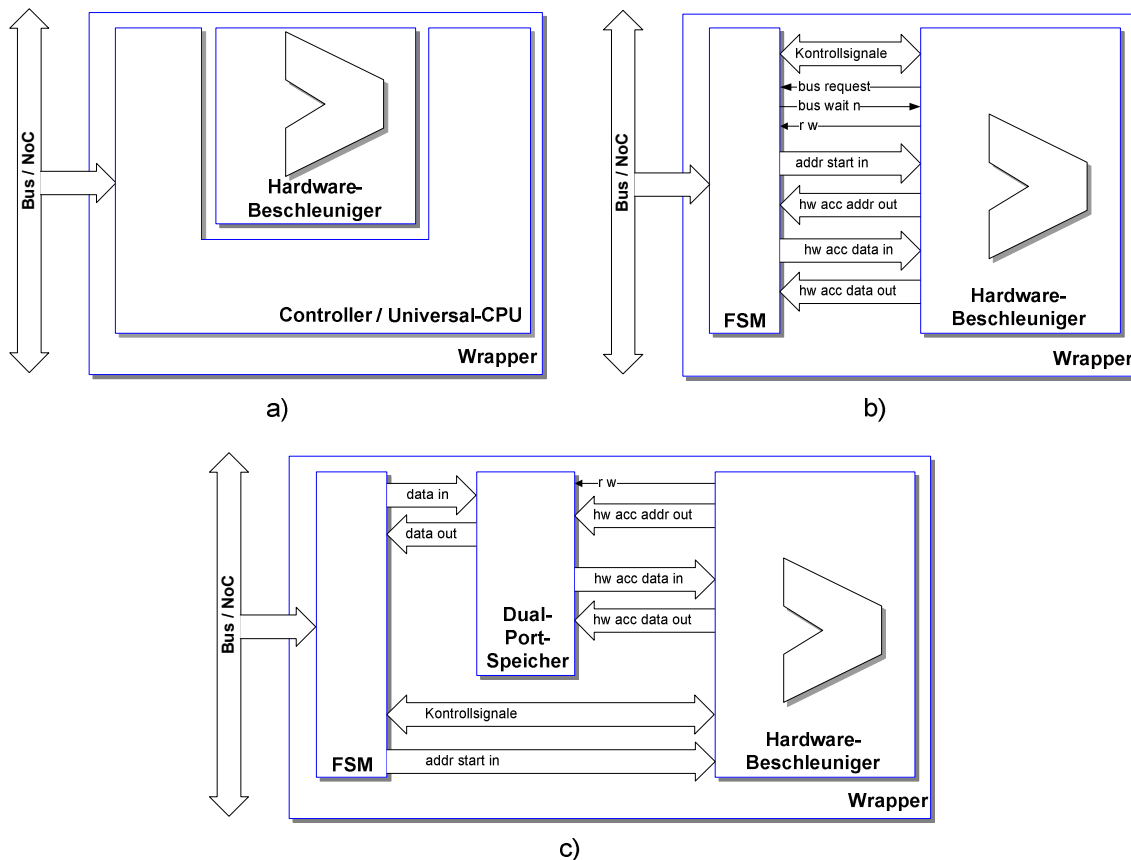 Bus / NoC
Hardware-
Beschleuniger
Controller / Universal-CPU
Wrapper
a)
Bus / NoC
FSM
Kontrollsignale
bus request
bus wait n
r w
addr start in
hw acc addr out
hw acc data in
hw acc data out
Hardware-
Beschleuniger
Wrapper
b)
Bus / NoC
FSM
data in
data out
Dual-
Port-
Speicher
r w
hw acc addr out
hw acc data in
hw acc data out
Kontrollsignale
addr start in
Hardware-
Beschleuniger
Wrapper
c)